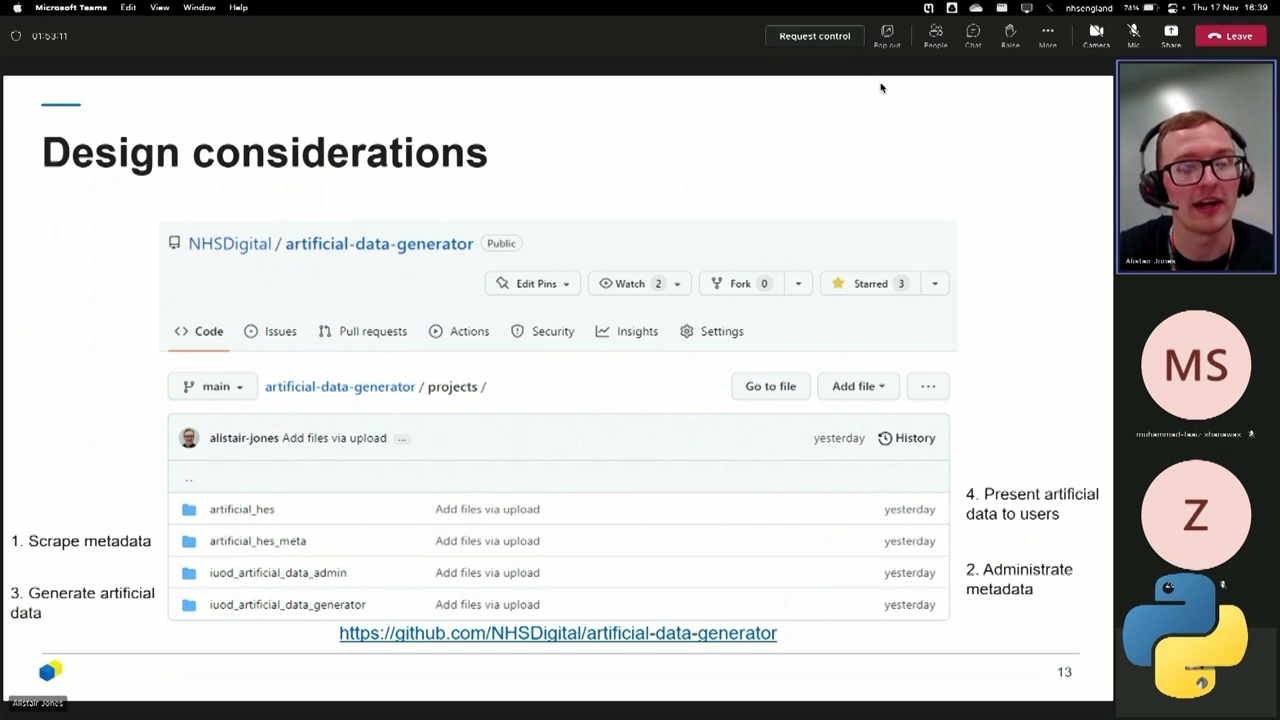 Microsoft Teams Edit View Window Help
nhsengland 74% Thu 17 Nov 16:39
01:53:11
Request control Pop out People Chat Raise More Camera Mic Share Leave
Design considerations
NHSDigital / artificial-data-generator Public
Edit Pins Watch 2 Fork 0 Starred 3
Code Issues Pull requests Actions Security Insights Settings
main artificial-data-generator / projects / Go to file Add file ...
alistair-jones Add files via upload ... yesterday History
..
artificial_hes Add files via upload yesterday
artificial_hes_meta Add files via upload yesterday
iuod_artificial_data_admin Add files via upload yesterday
iuod_artificial_data_generator Add files via upload yesterday
1. Scrape metadata
3. Generate artificial
data
4. Present artificial
data to users
2. Administrate
metadata
https://github.com/NHSDigital/artificial-data-generator
13
Alistair Jones
Alistair Jones
MS
Z